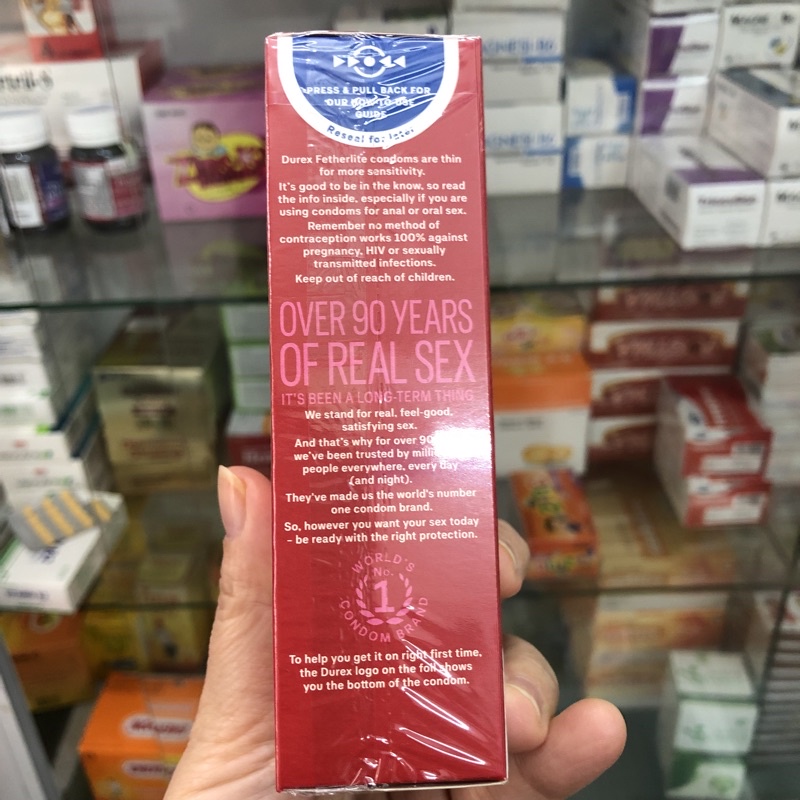 PRESS & PULL BACK FOR
OUR HOW-TO-USE
GUIDE
Reseal for later
Durex Fetherlite condoms are thin
for more sensitivity.
It's good to be in the know, so read
the info inside, especially if you are
using condoms for anal or oral sex.
Remember no method of
contraception works 100% against
pregnancy, HIV or sexually
transmitted infections.
Keep out of reach of children.
OVER 90 YEARS
OF REAL SEX
IT'S BEEN A LONG-TERM THING
We stand for real, feel-good,
satisfying sex.
And that's why for over 90
we've been trusted by
people everywhere, every day
(and night).
They've made us the world's number
one condom brand.
So, however you want your sex today
- be ready with the right protection.
WORLD'S
No.
1
CONDOM BRAND
To help you get it on right first time,
the Durex logo on the foil shows
you the bottom of the condom.